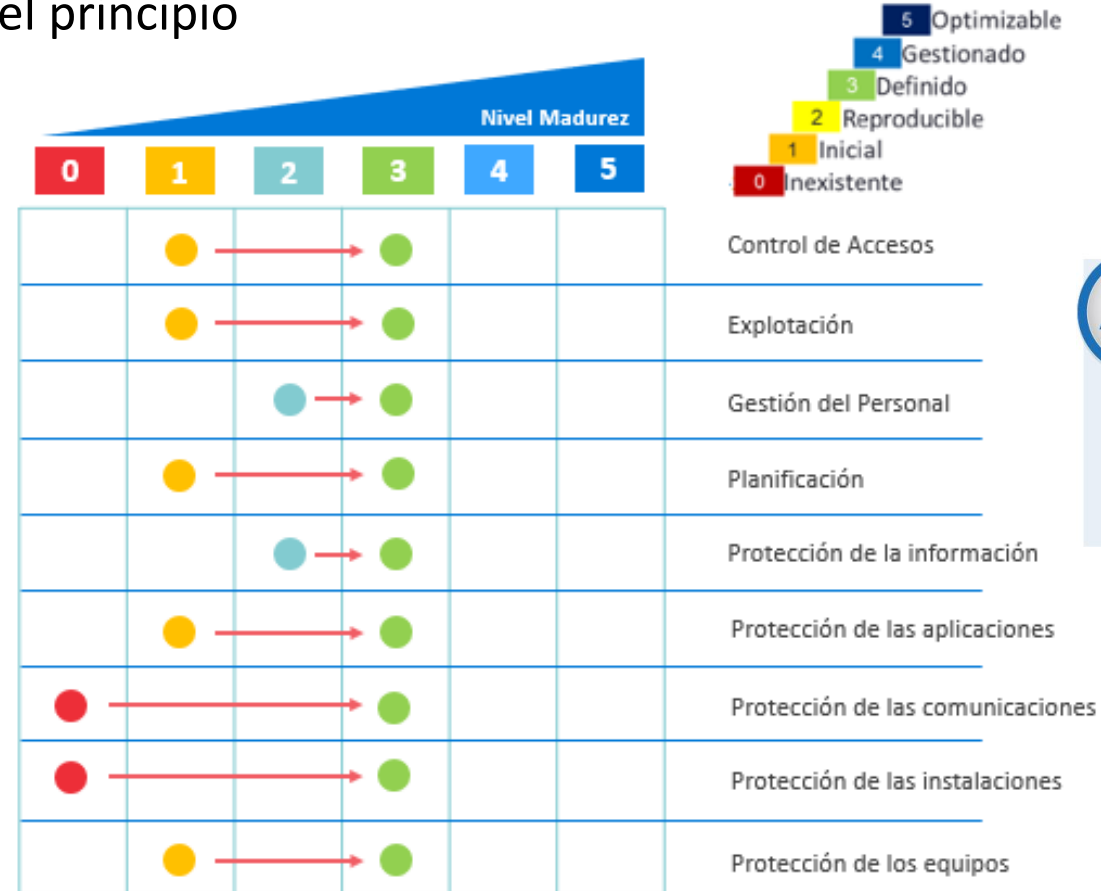 el principio
5 Optimizable
4 Gestionado
3 Definido
2 Reproducible
1 Inicial
0 Inexistente
Nivel Madurez
0 1 2 3 4 5
Control de Accesos
Explotación
Gestión del Personal
Planificación
Protección de la información
Protección de las aplicaciones
Protección de las comunicaciones
Protección de las instalaciones
Protección de los equipos